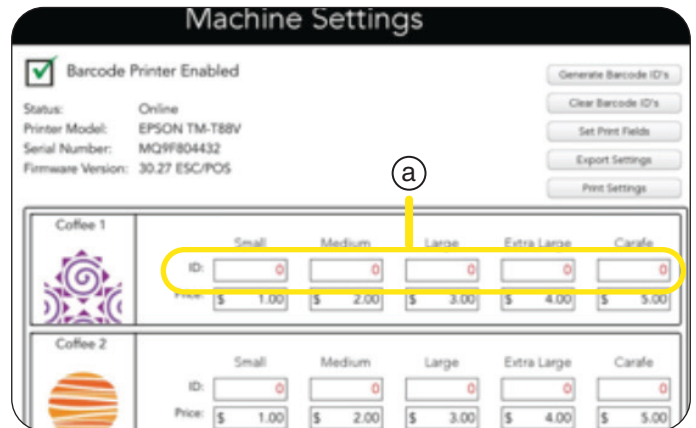 Machine Settings
Barcode Printer Enabled
Generate Barcode ID's
Clear Barcode ID's
Set Print Fields
Export Settings
Print Settings
Status: Online
Printer Model: EPSON TM-T88V
Serial Number: MQ9F804432
Firmware Version: 30.27 ESC/POS
a
Coffee 1
Small Medium Large Extra Large Carafe
ID: 0 0 0 0 0
Price: $ 1.00 $ 2.00 $ 3.00 $ 4.00 $ 5.00
Coffee 2
Small Medium Large Extra Large Carafe
ID: 0 0 0 0 0
Price: $ 1.00 $ 2.00 $ 3.00 $ 4.00 $ 5.00